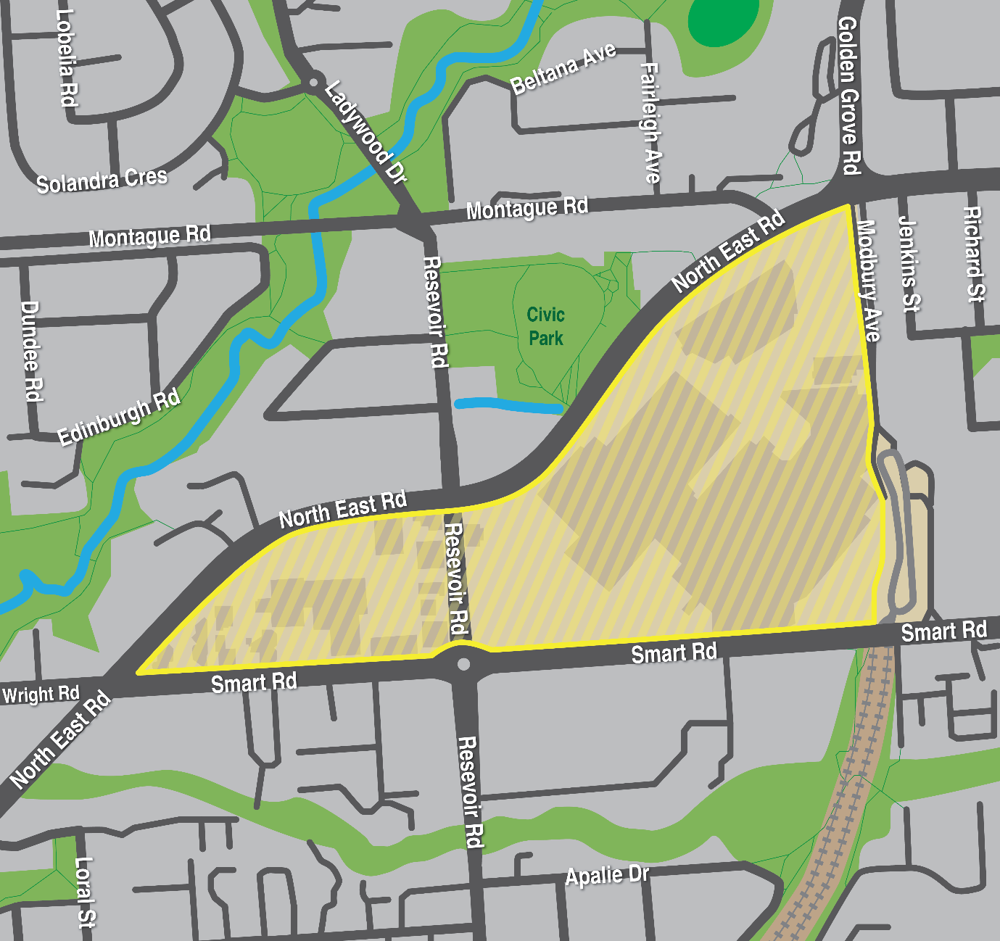 Lobelia Rd
Golden Grove Rd
Beltana Ave
Fairleigh Ave
Ladywood Dr
Solandra Cres
Montague Rd
Montague Rd
North East Rd
Modbury Ave
Jenkins St
Richard St
Resevoir Rd
Civic
Park
Dundee Rd
Edinburgh Rd
North East Rd
Resevoir Rd
Smart Rd
Smart Rd
Smart Rd
Wright Rd
North East Rd
Resevoir Rd
Loral St
Apalie Dr